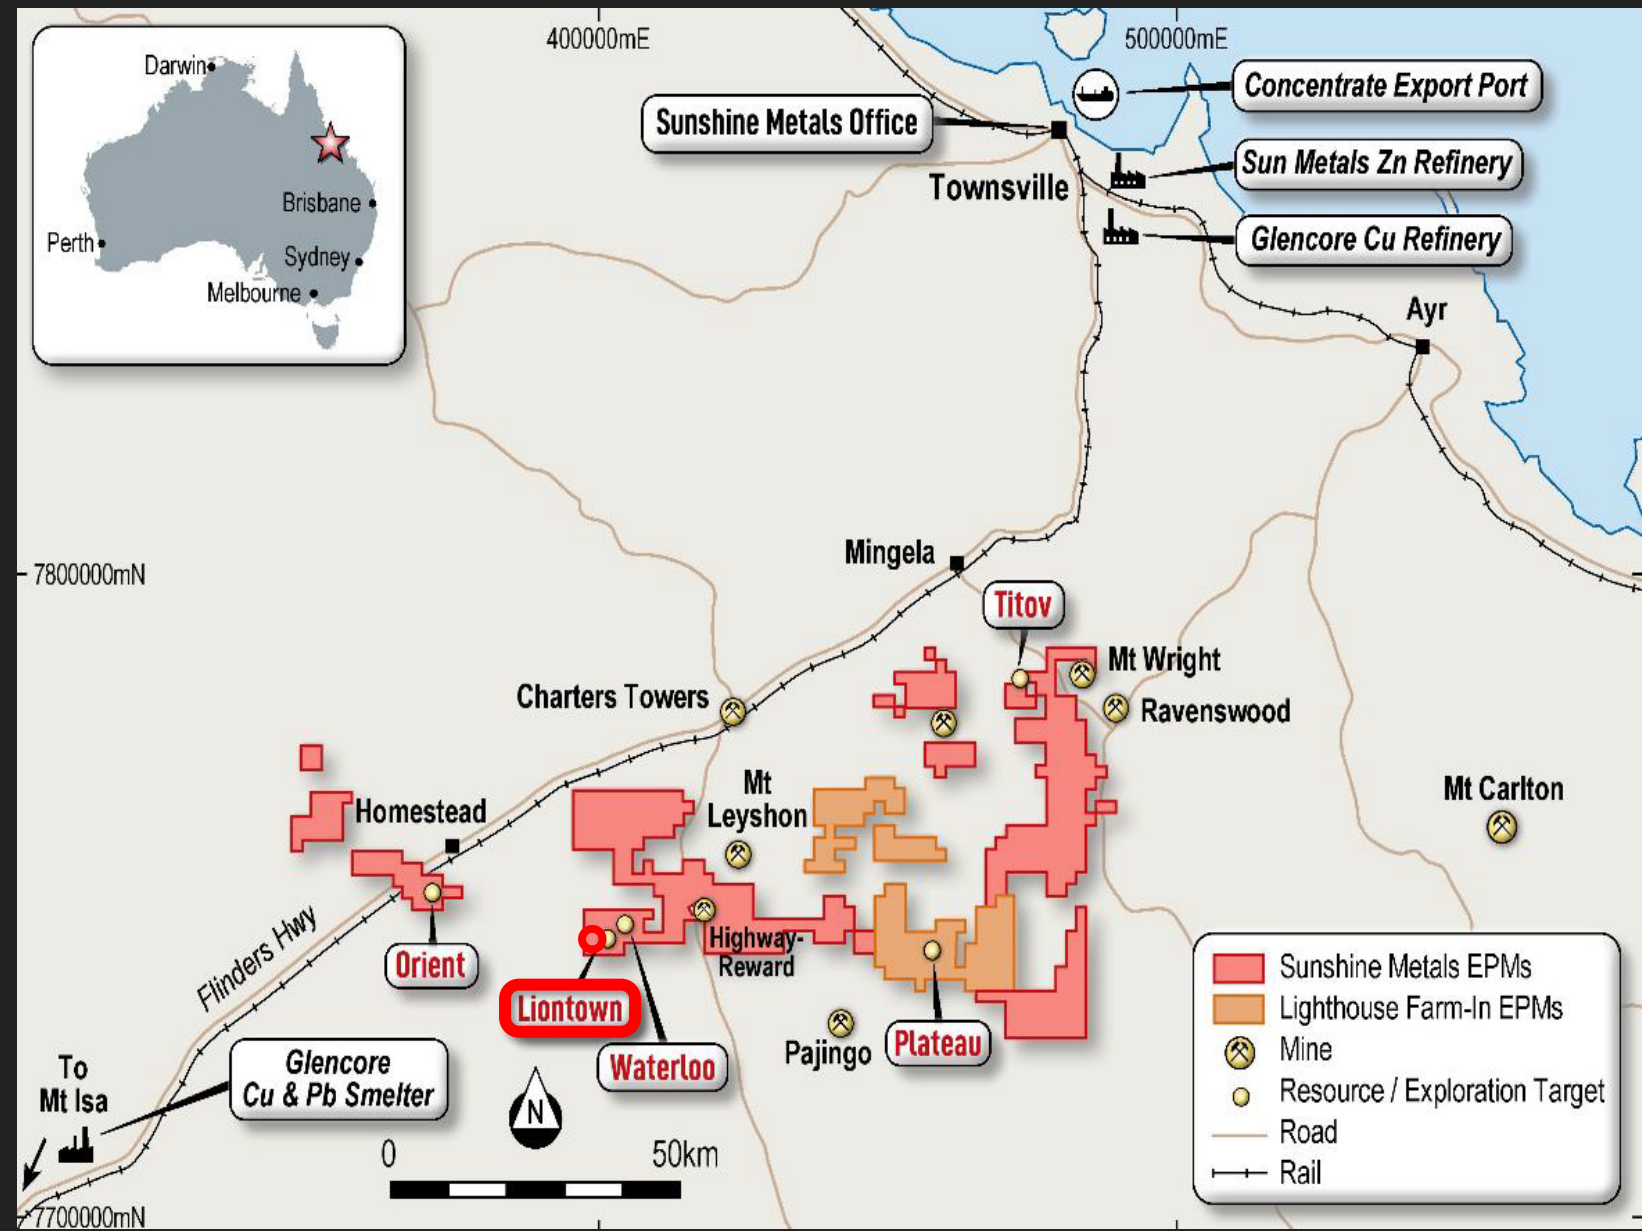 400000mE
500000mE
Darwin
Brisbane
Perth
Sydney
Melbourne
Sunshine Metals Office
Concentrate Export Port
Sun Metals Zn Refinery
Townsville
Glencore Cu Refinery
Ayr
Mingela
7800000mN
Titov
Mt Wright
Charters Towers
Ravenswood
Mt
Leyshon
Homestead
Mt Carlton
Flinders Hwy
Orient
Highway-
Reward
Liontown
Waterloo
Pajingo
Plateau
To
Mt Isa
Glencore
Cu & Pb Smelter
N
0
50km
7700000mN
Sunshine Metals EPMs
Lighthouse Farm-In EPMs
Mine
Resource / Exploration Target
Road
Rail